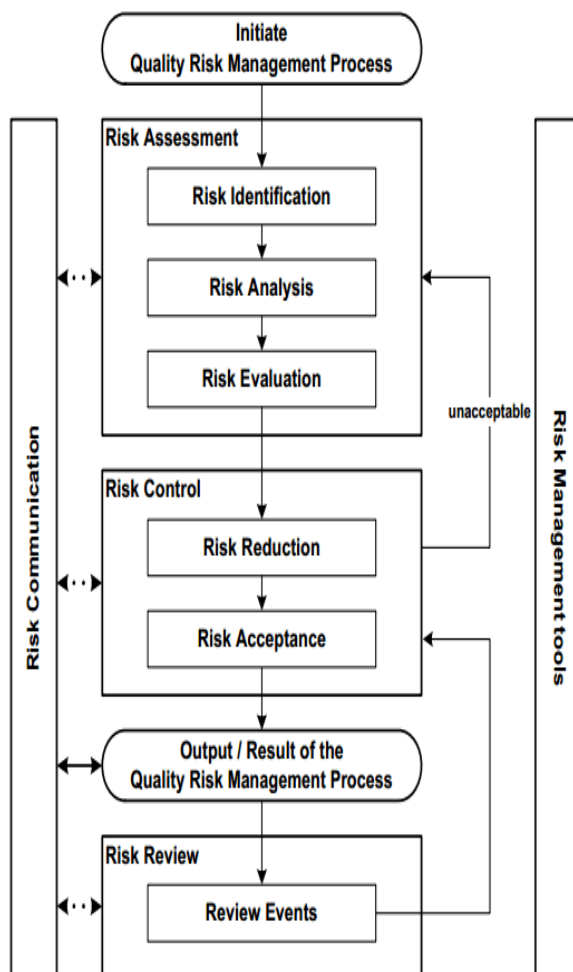 Initiate
Quality Risk Management Process
Risk Assessment
Risk Identification
Risk Analysis
Risk Evaluation
unacceptable
Risk Communication
Risk Management tools
Risk Control
Risk Reduction
Risk Acceptance
Output / Result of the
Quality Risk Management Process
Risk Review
Review Events